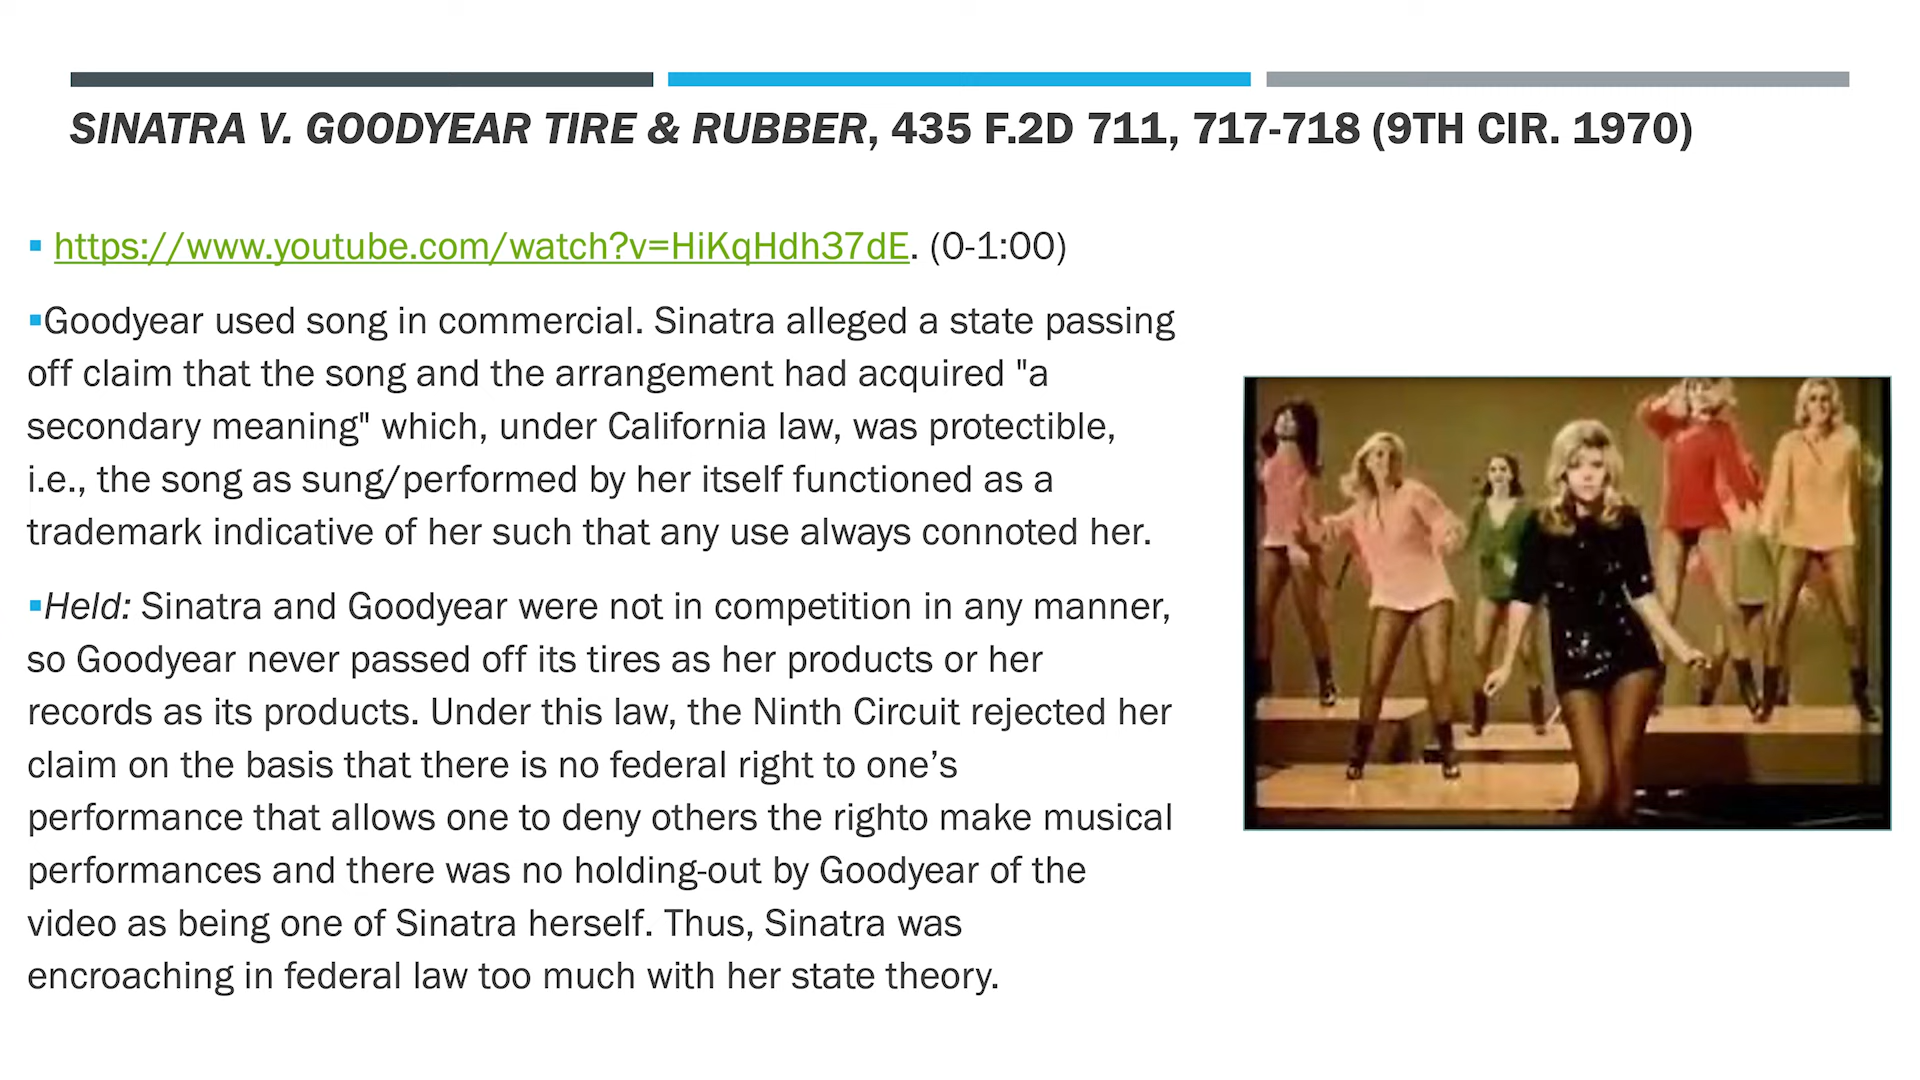 SINATRA V. GOODYEAR TIRE & RUBBER, 435 F.2D 711, 717-718 (9TH CIR. 1970)
▪ https://www.youtube.com/watch?v=HiKqHdh37dE. (0-1:00)
▪Goodyear used song in commercial. Sinatra alleged a state passing
off claim that the song and the arrangement had acquired "a
secondary meaning" which, under California law, was protectible,
i.e., the song as sung/performed by her itself functioned as a
trademark indicative of her such that any use always connoted her.
▪Held: Sinatra and Goodyear were not in competition in any manner,
so Goodyear never passed off its tires as her products or her
records as its products. Under this law, the Ninth Circuit rejected her
claim on the basis that there is no federal right to one’s
performance that allows one to deny others the righto make musical
performances and there was no holding-out by Goodyear of the
video as being one of Sinatra herself. Thus, Sinatra was
encroaching in federal law too much with her state theory.